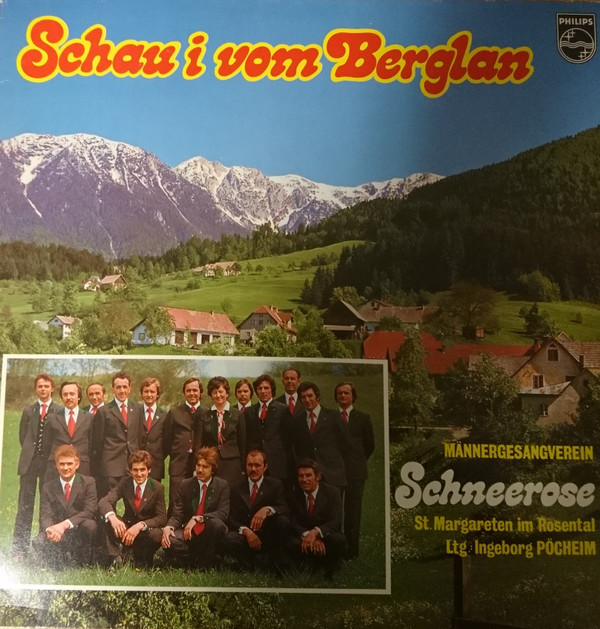 Schau i vom Berglan
PHILIPS
MÄNNERGESANGVEREIN
Schneerose
St. Margareten im Rosental
Ltg. Ingeborg PÖCHEIM